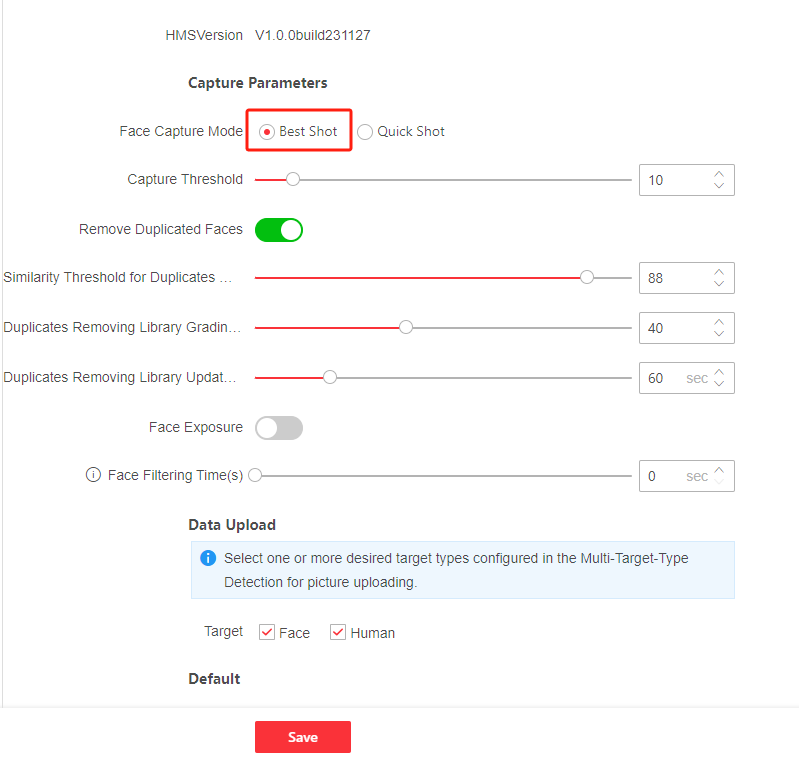 HMSVersion V1.0.0build231127
Capture Parameters
Face Capture Mode Best Shot Quick Shot
Capture Threshold 10
Remove Duplicated Faces
Similarity Threshold for Duplicates ... 88
Duplicates Removing Library Gradin... 40
Duplicates Removing Library Updat... 60 sec
Face Exposure
Face Filtering Time(s) 0 sec
Data Upload
Select one or more desired target types configured in the Multi-Target-Type
Detection for picture uploading.
Target Face Human
Default
Save